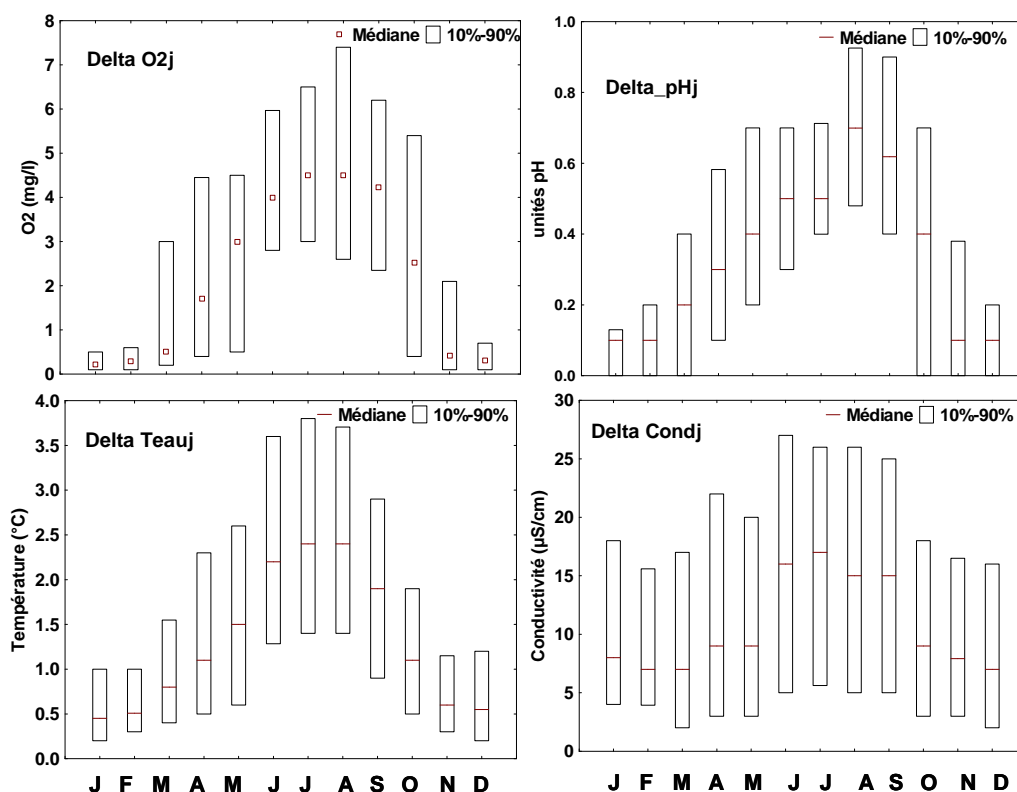 Médiane 10%-90%
Delta O2j
O2 (mg/l)
8
7
6
5
4
3
2
1
0
Médiane 10%-90%
Delta_pHj
unités pH
1.0
0.8
0.6
0.4
0.2
0.0
Médiane 10%-90%
Delta Teauj
Température (°C)
4.0
3.5
3.0
2.5
2.0
1.5
1.0
0.5
0.0
J F M A M J J A S O N D
Médiane 10%-90%
Delta Condj
Conductivité (µS/cm)
30
25
20
15
10
5
0
J F M A M J J A S O N D